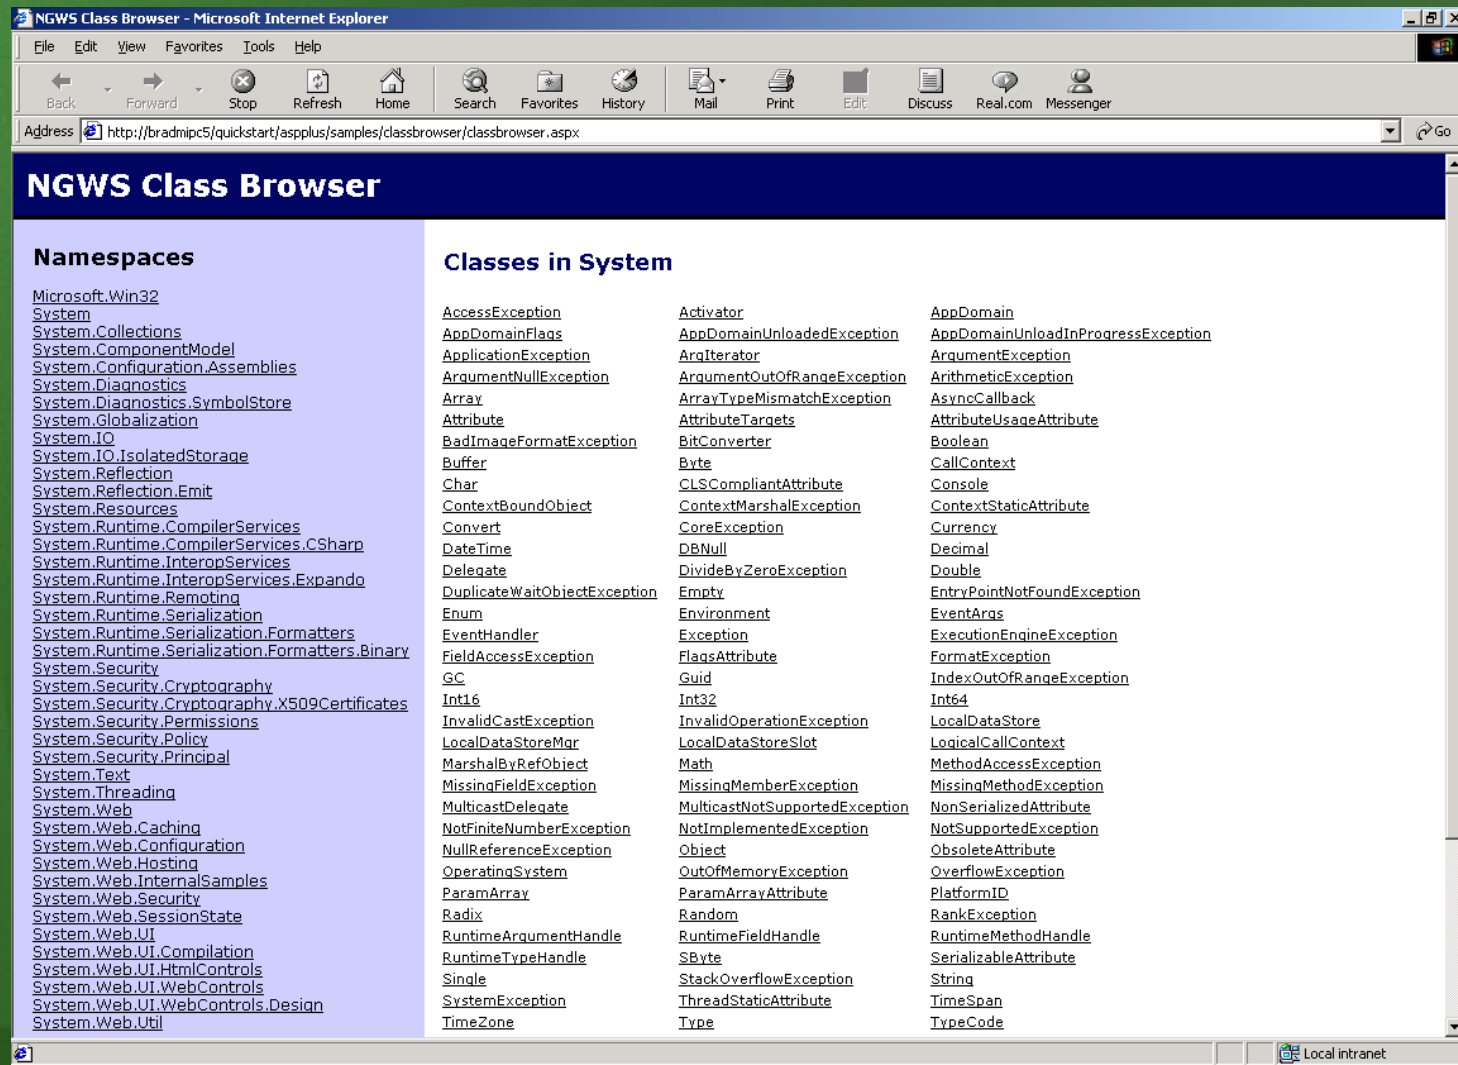 NGWS Class Browser - Microsoft Internet Explorer
File Edit View Favorites Tools Help
Back Forward Stop Refresh Home Search Favorites History Mail Print Edit Discuss Real.com Messenger
Address http://bradmipc5/quickstart/aspplus/samples/classbrowser/classbrowser.aspx Go
NGWS Class Browser
Namespaces
Microsoft.Win32
System
System.Collections
System.ComponentModel
System.Configuration.Assemblies
System.Diagnostics
System.Diagnostics.SymbolStore
System.Globalization
System.IO
System.IO.IsolatedStorage
System.Reflection
System.Reflection.Emit
System.Resources
System.Runtime.CompilerServices
System.Runtime.CompilerServices.CSharp
System.Runtime.InteropServices
System.Runtime.InteropServices.Expando
System.Runtime.Remoting
System.Runtime.Serialization
System.Runtime.Serialization.Formatters
System.Runtime.Serialization.Formatters.Binary
System.Security
System.Security.Cryptography
System.Security.Cryptography.X509Certificates
System.Security.Permissions
System.Security.Policy
System.Security.Principal
System.Text
System.Threading
System.Web
System.Web.Caching
System.Web.Configuration
System.Web.Hosting
System.Web.InternalSamples
System.Web.Security
System.Web.SessionState
System.Web.UI
System.Web.UI.Compilation
System.Web.UI.HtmlControls
System.Web.UI.WebControls
System.Web.UI.WebControls.Design
System.Web.Util
Classes in System
AccessException Activator AppDomain
AppDomainFlags AppDomainUnloadedException AppDomainUnloadInProgressException
ApplicationException ArgIterator ArgumentException
ArgumentNullException ArgumentOutOfRangeException ArithmeticException
Array ArrayTypeMismatchException AsyncCallback
Attribute AttributeTargets AttributeUsageAttribute
BadImageFormatException BitConverter Boolean
Buffer Byte CallContext
Char CLSCompliantAttribute Console
ContextBoundObject ContextMarshalException ContextStaticAttribute
Convert CoreException Currency
DateTime DBNull Decimal
Delegate DivideByZeroException Double
DuplicateWaitObjectException Empty EntryPointNotFoundException
Enum Environment EventArgs
EventHandler Exception ExecutionEngineException
FieldAccessException FlagsAttribute FormatException
GC Guid IndexOutOfRangeException
Int16 Int32 Int64
InvalidCastException InvalidOperationException LocalDataStore
LocalDataStoreMgr LocalDataStoreSlot LogicalCallContext
MarshalByRefObject Math MethodAccessException
MissingFieldException MissingMemberException MissingMethodException
MulticastDelegate MulticastNotSupportedException NonSerializedAttribute
NotFiniteNumberException NotImplementedException NotSupportedException
NullReferenceException Object ObsoleteAttribute
OperatingSystem OutOfMemoryException OverflowException
ParamArray ParamArrayAttribute PlatformID
Radix Random RankException
RuntimeArgumentHandle RuntimeFieldHandle RuntimeMethodHandle
RuntimeTypeHandle SByte SerializableAttribute
Single StackOverflowException String
SystemException ThreadStaticAttribute TimeSpan
TimeZone Type TypeCode
Local intranet